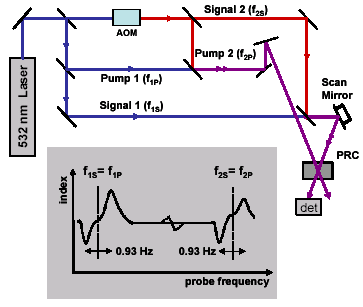 Signal 2 (f2S)
AOM
Pump 2 (f2P)
Pump 1 (f1P)
Scan
Mirror
532 nm Laser
Signal 1 (f1S)
PRC
det
f1S= f1P
f2S= f2P
index
0.93 Hz
0.93 Hz
probe frequency